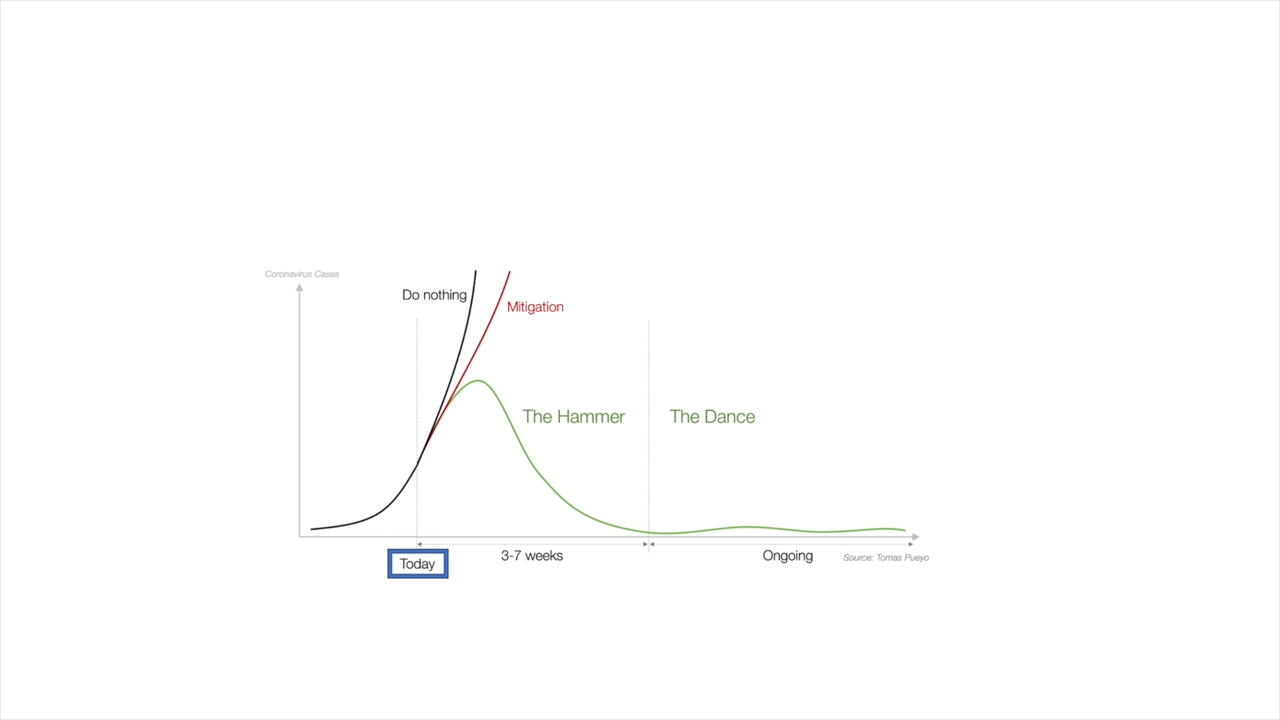 Coronavirus Cases
Do nothing
Mitigation
The Hammer
The Dance
Today
3-7 weeks
Ongoing
Source: Tomas Pueyo